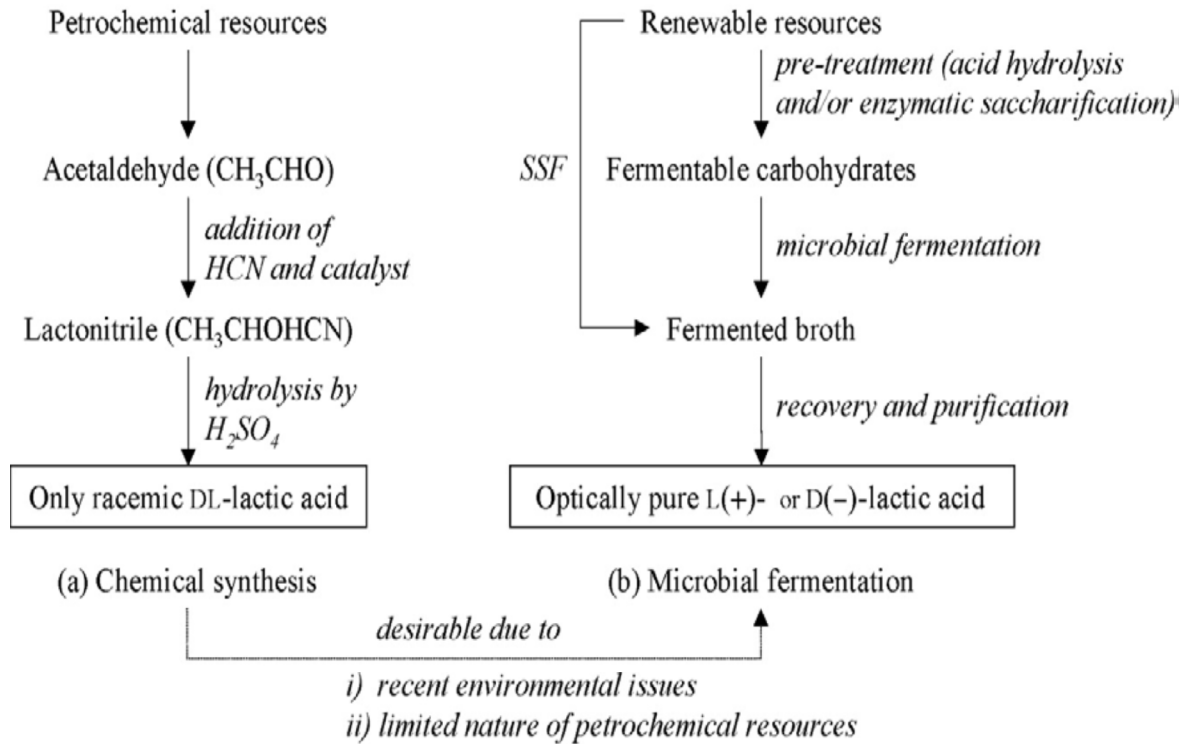 Petrochemical resources
Acetaldehyde (CH₃CHO)
addition of
HCN and catalyst
Lactonitrile (CH₃CHOHCN)
hydrolysis by
H₂SO₄
Only racemic DL-lactic acid
(a) Chemical synthesis
Renewable resources
pre-treatment (acid hydrolysis
and/or enzymatic saccharification)
SSF
Fermentable carbohydrates
microbial fermentation
Fermented broth
recovery and purification
Optically pure L(+)- or D(−)-lactic acid
(b) Microbial fermentation
desirable due to
i) recent environmental issues
ii) limited nature of petrochemical resources